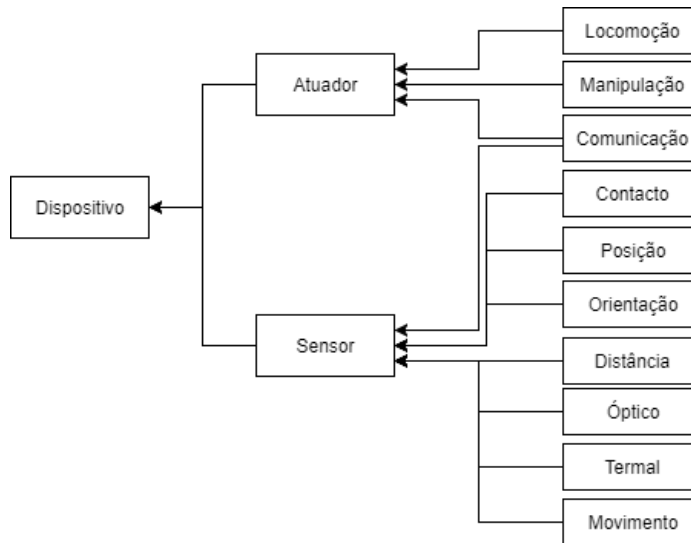 Locomoção
Atuador
Manipulação
Comunicação
Contacto
Dispositivo
Posição
Orientação
Sensor
Distância
Óptico
Termal
Movimento